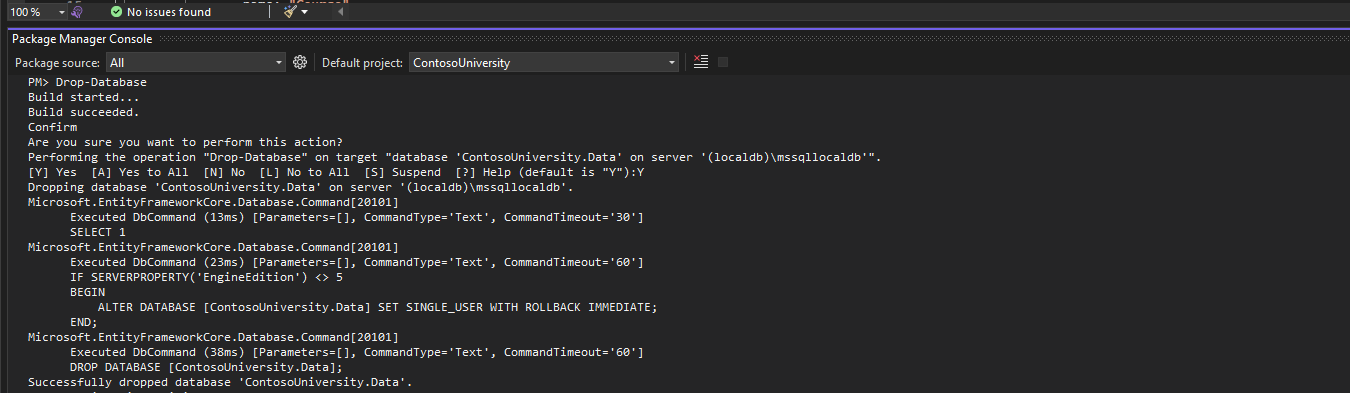 100 %
No issues found
Package Manager Console
Package source: All
Default project: ContosoUniversity
PM> Drop-Database
Build started...
Build succeeded.
Confirm
Are you sure you want to perform this action?
Performing the operation "Drop-Database" on target "database 'ContosoUniversity.Data' on server '(localdb)\mssqllocaldb'".
[Y] Yes  [A] Yes to All  [N] No  [L] No to All  [S] Suspend  [?] Help (default is "Y"):Y
Dropping database 'ContosoUniversity.Data' on server '(localdb)\mssqllocaldb'.
Microsoft.EntityFrameworkCore.Database.Command[20101]
Executed DbCommand (13ms) [Parameters=[], CommandType='Text', CommandTimeout='30']
SELECT 1
Microsoft.EntityFrameworkCore.Database.Command[20101]
Executed DbCommand (23ms) [Parameters=[], CommandType='Text', CommandTimeout='60']
IF SERVERPROPERTY('EngineEdition') <> 5
BEGIN
ALTER DATABASE [ContosoUniversity.Data] SET SINGLE_USER WITH ROLLBACK IMMEDIATE;
END;
Microsoft.EntityFrameworkCore.Database.Command[20101]
Executed DbCommand (38ms) [Parameters=[], CommandType='Text', CommandTimeout='60']
DROP DATABASE [ContosoUniversity.Data];
Successfully dropped database 'ContosoUniversity.Data'.